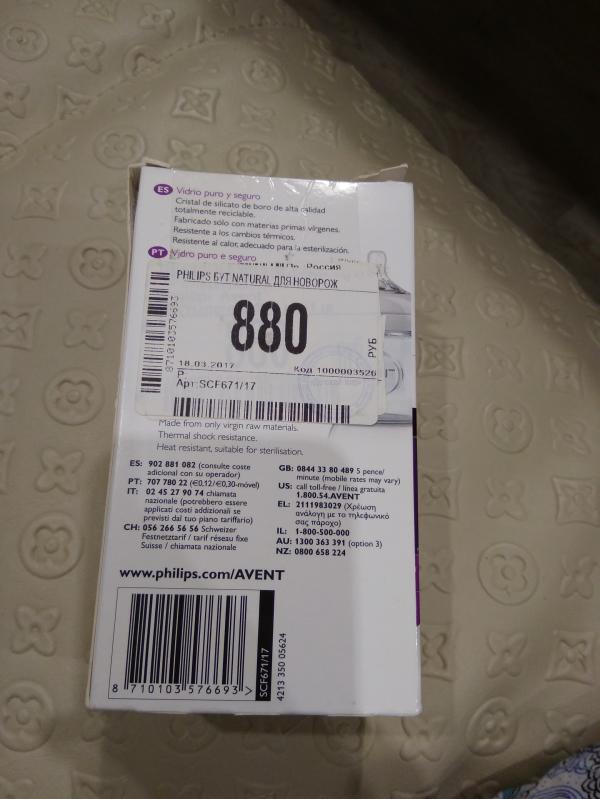 ES Vidrio puro y seguro
Cristal de silicato de boro de alta calidad
totalmente reciclable.
Fabricado sólo con materias primas vírgenes.
Resistente a los cambios térmicos.
Resistente al calor, adecuado para la esterilización.
PT Vidro puro e seguro
Россия
PHILIPS БУТ NATURAL ДЛЯ НОВОРОЖ
8710103576693
880
РУБ
18.03.2017
Код 1000003526
Р
Арт:SCF671/17
Made from only virgin raw materials.
Thermal shock resistance.
Heat resistant, suitable for sterilisation.
ES: 902 881 082 (consulte coste
adicional con su operador)
PT: 707 780 22 (€0,12/€0,30-móvel)
IT: 02 45 27 90 74 chiamata
nazionale (potrebbero essere
applicati costi addizionali se
previsti dal tuo piano tariffario)
CH: 056 266 56 56 Schweizer
Festnetztarif / tarif réseau fixe
Suisse / chiamata nazionale
GB: 0844 33 80 489 5 pence/
minute (mobile rates may vary)
US: call toll-free / línea gratuita
1.800.54.AVENT
EL: 2111983029 (Χρέωση
ανάλογη με το τηλεφωνικό
σας πάροχο)
IL: 1-800-500-000
AU: 1300 363 391 (option 3)
NZ: 0800 658 224
www.philips.com/AVENT
8 710103 576693 >
SCF671/17
4213 350 05624